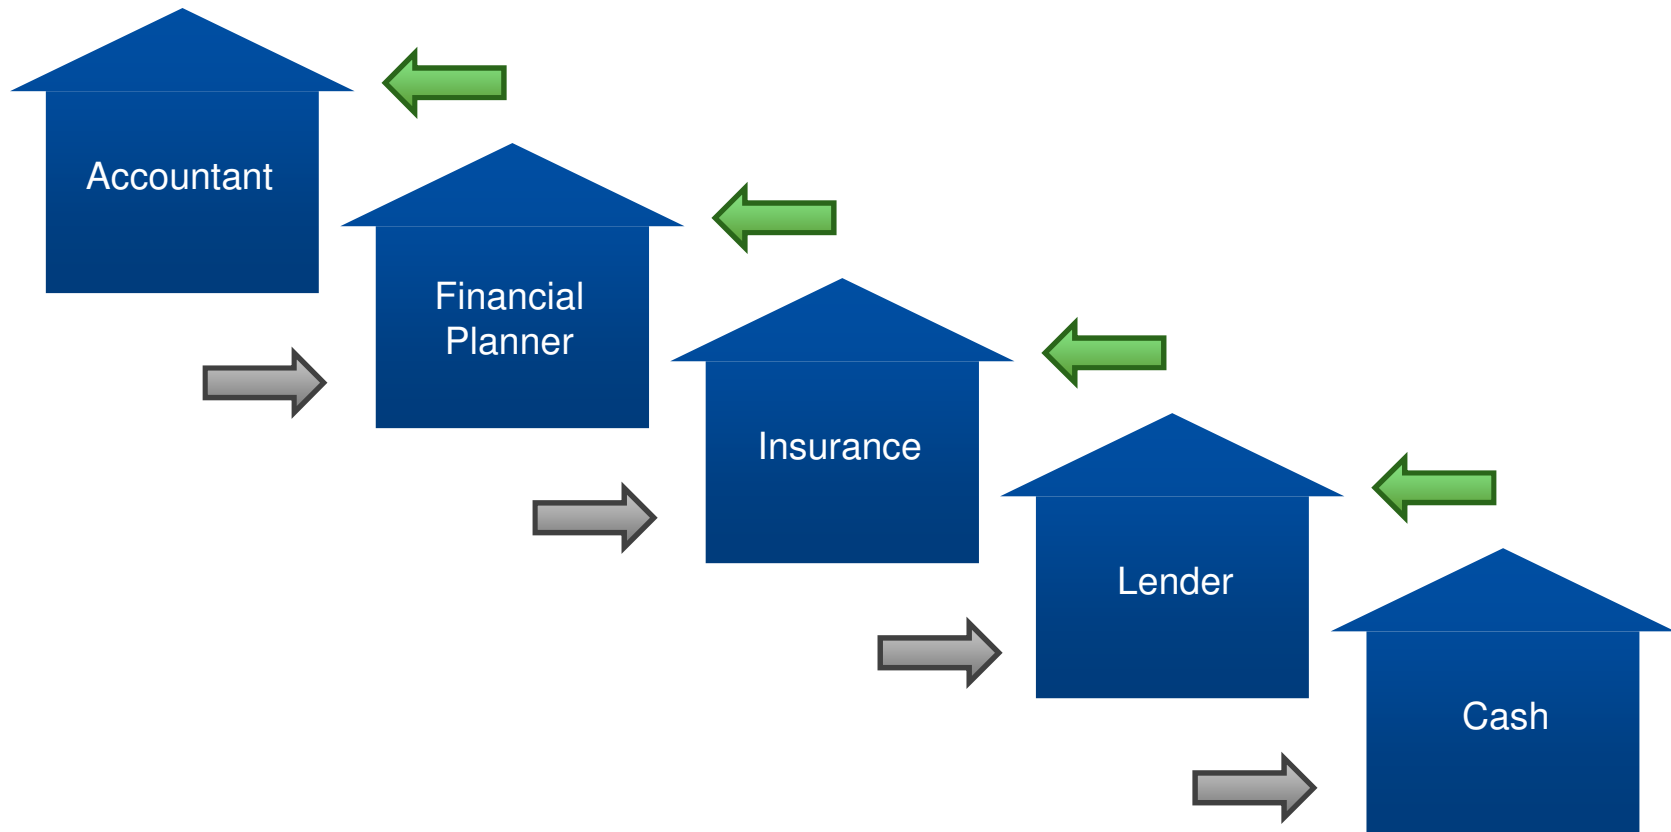 Accountant
Financial
Planner
Insurance
Lender
Cash